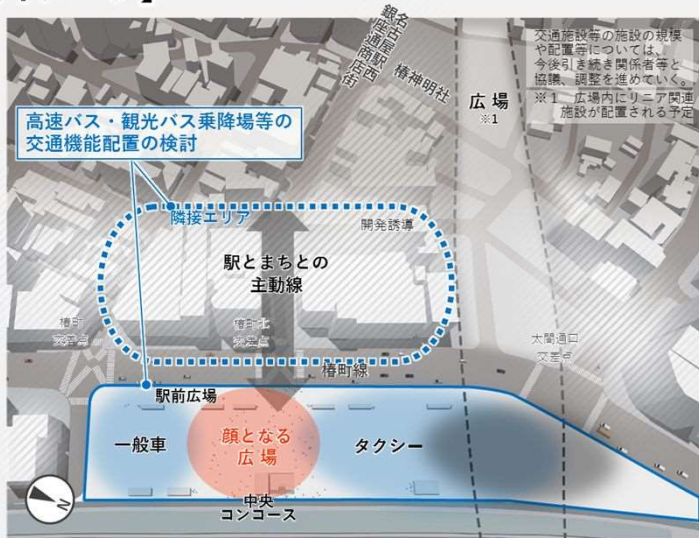 名古屋駅西
銀座通商店街
椿神明社
広場
※1
交通施設等の施設の規模
や配置等については、
今後引き続き関係者等と
協議、調整を進めていく。
※1 広場内にリニア関連
施設が配置される予定
高速バス・観光バス乗降場等の
交通機能配置の検討
隣接エリア
開発誘導
駅とまちとの
主動線
椿町
交差点
椿町北
交差点
太閤通口
交差点
椿町線
駅前広場
一般車
顔となる
広場
タクシー
中央
コンコース
N